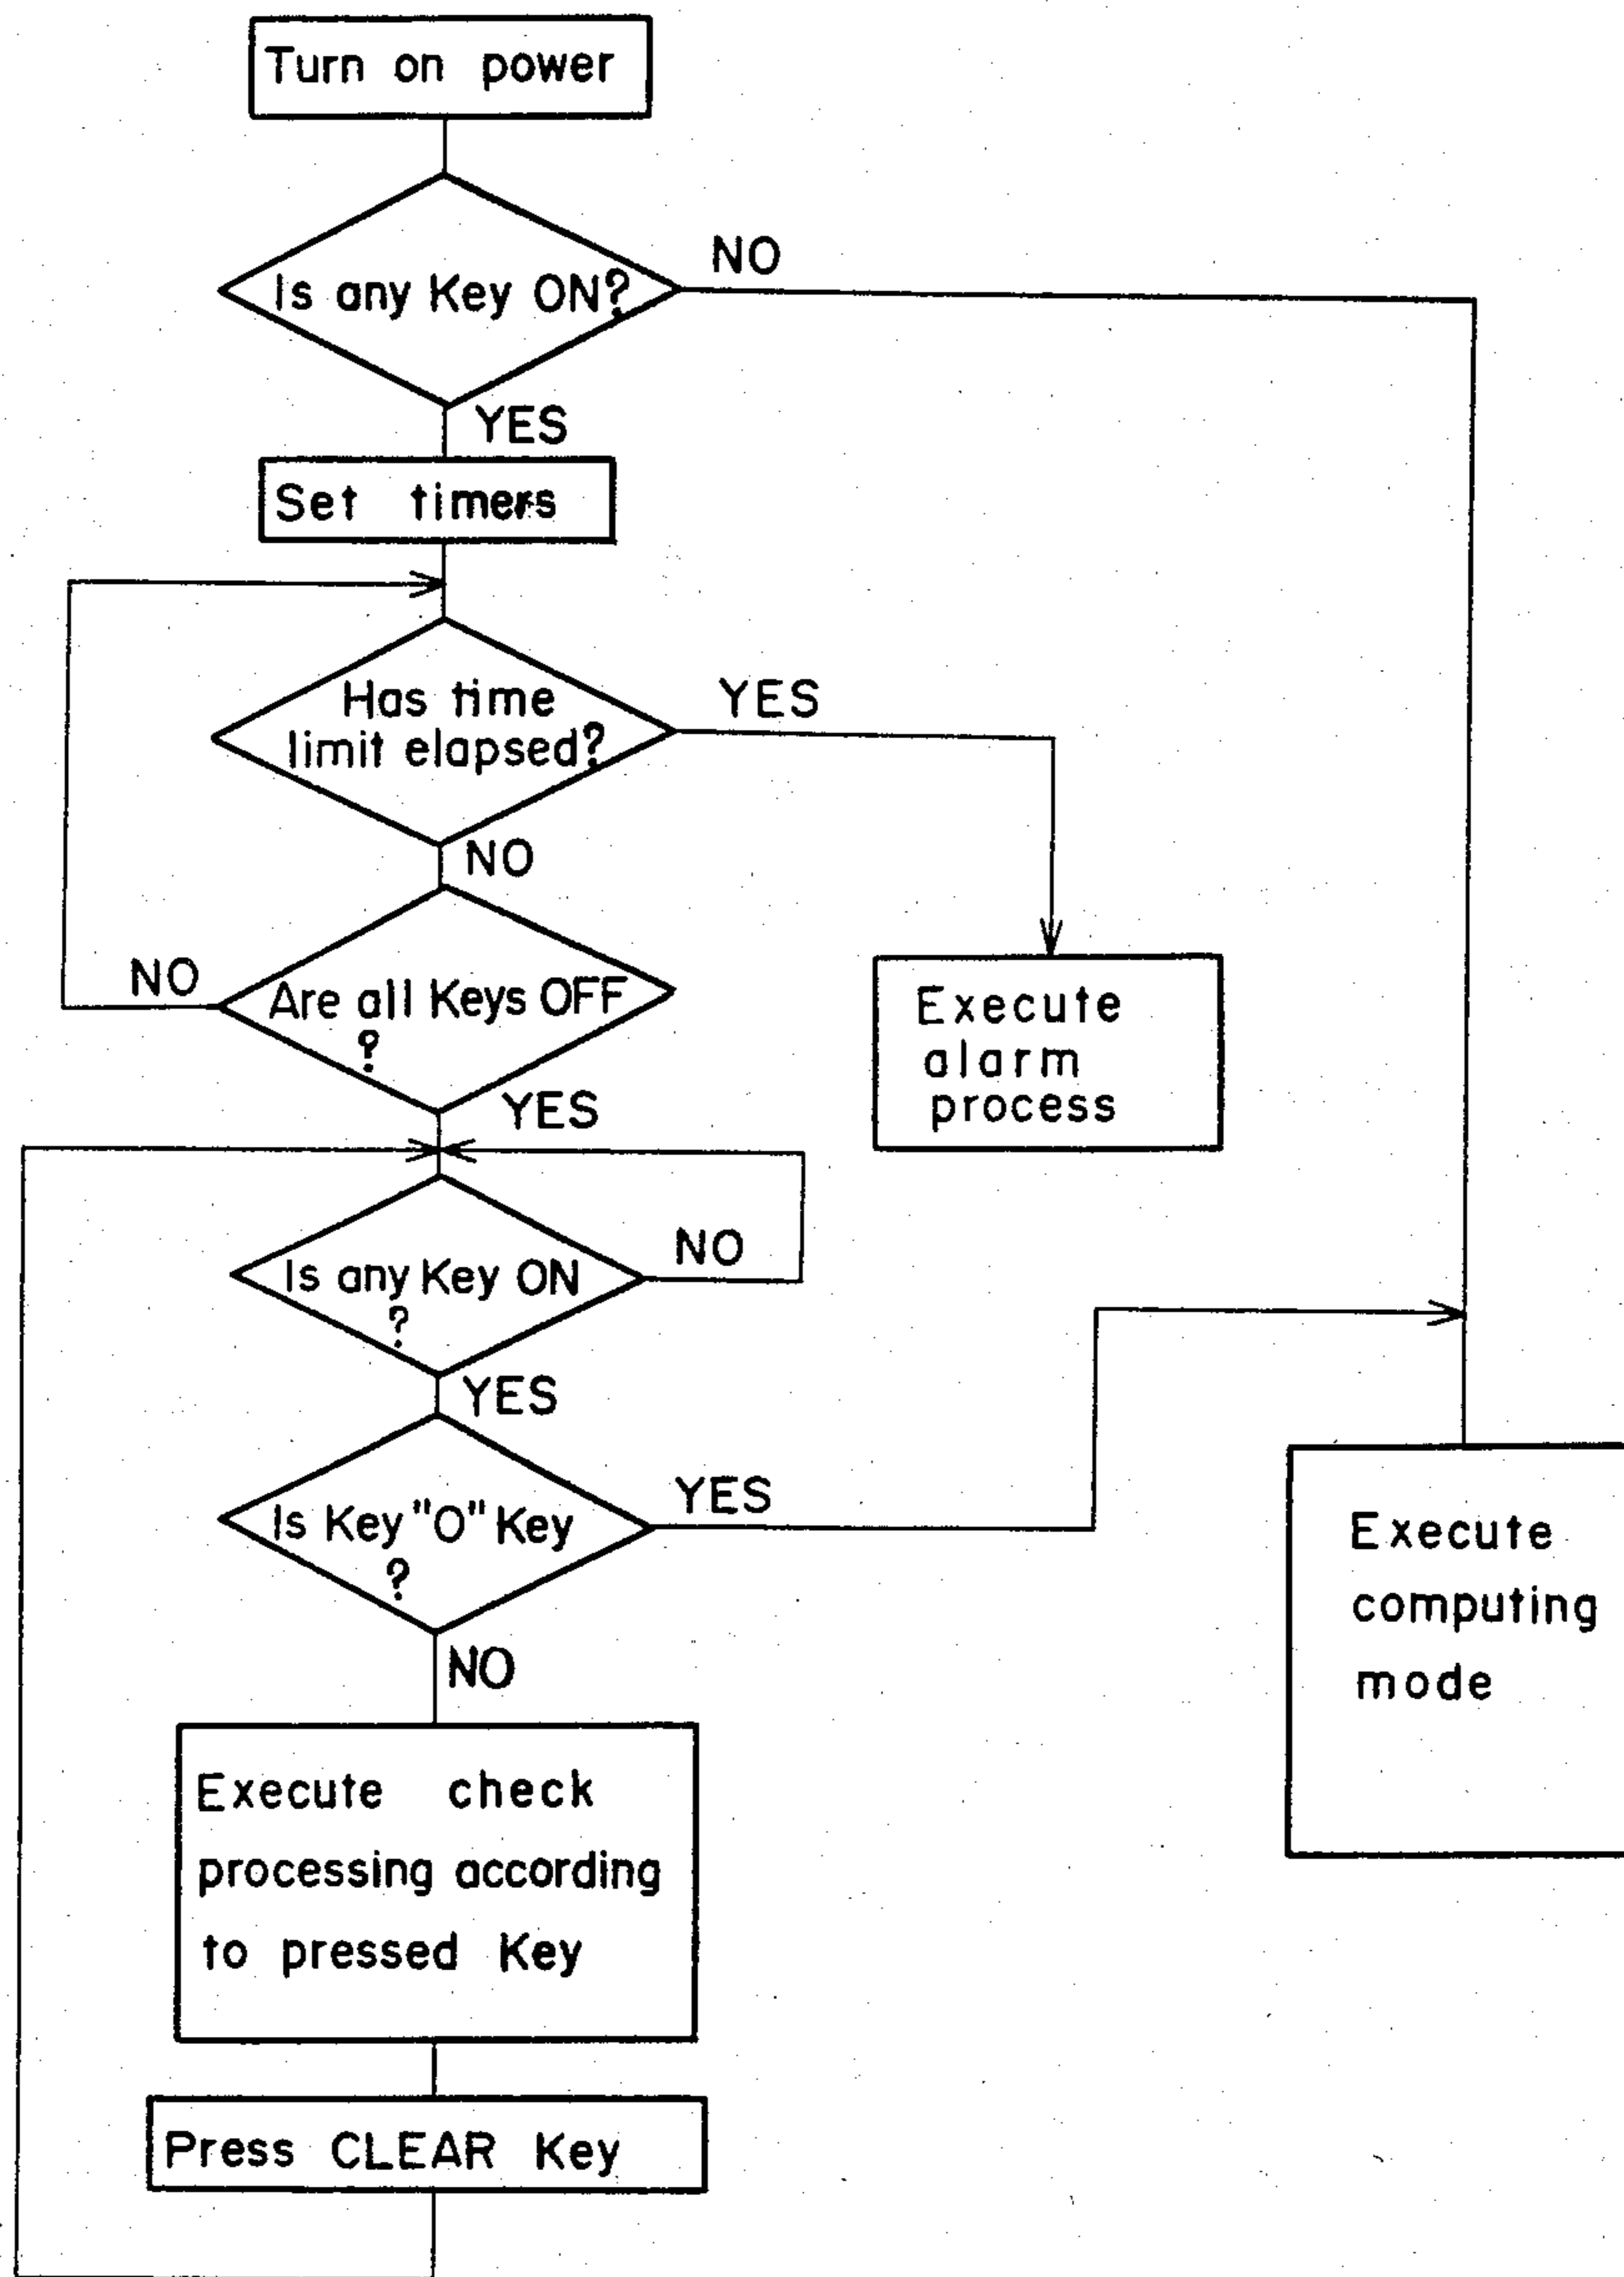 Turn on power
Is any Key ON?
NO
YES
Set timers
Has time
limit elapsed?
YES
NO
Are all Keys OFF
?
NO
YES
Execute
alarm
process
Is any Key ON
?
NO
YES
Is Key "0" Key
?
YES
NO
Execute
computing
mode
Execute check
processing according
to pressed Key
Press CLEAR Key